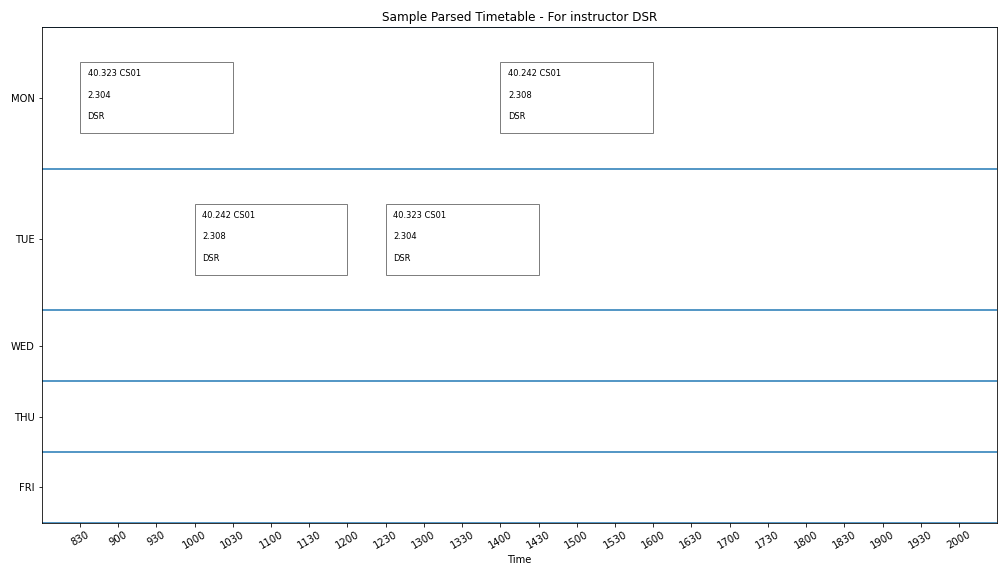 Sample Parsed Timetable - For instructor DSR
MON
40.323 CS01
2.304
DSR
40.242 CS01
2.308
DSR
TUE
40.242 CS01
2.308
DSR
40.323 CS01
2.304
DSR
WED
THU
FRI
830 900 930 1000 1030 1100 1130 1200 1230 1300 1330 1400 1430 1500 1530 1600 1630 1700 1730 1800 1830 1900 1930 2000
Time